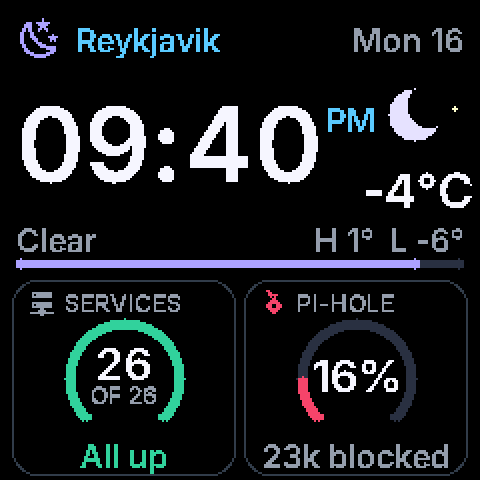 Reykjavik Mon 16
09:40 PM
-4°C
Clear H 1° L -6°
SERVICES
26
OF 26
All up
PI-HOLE
16%
23k blocked